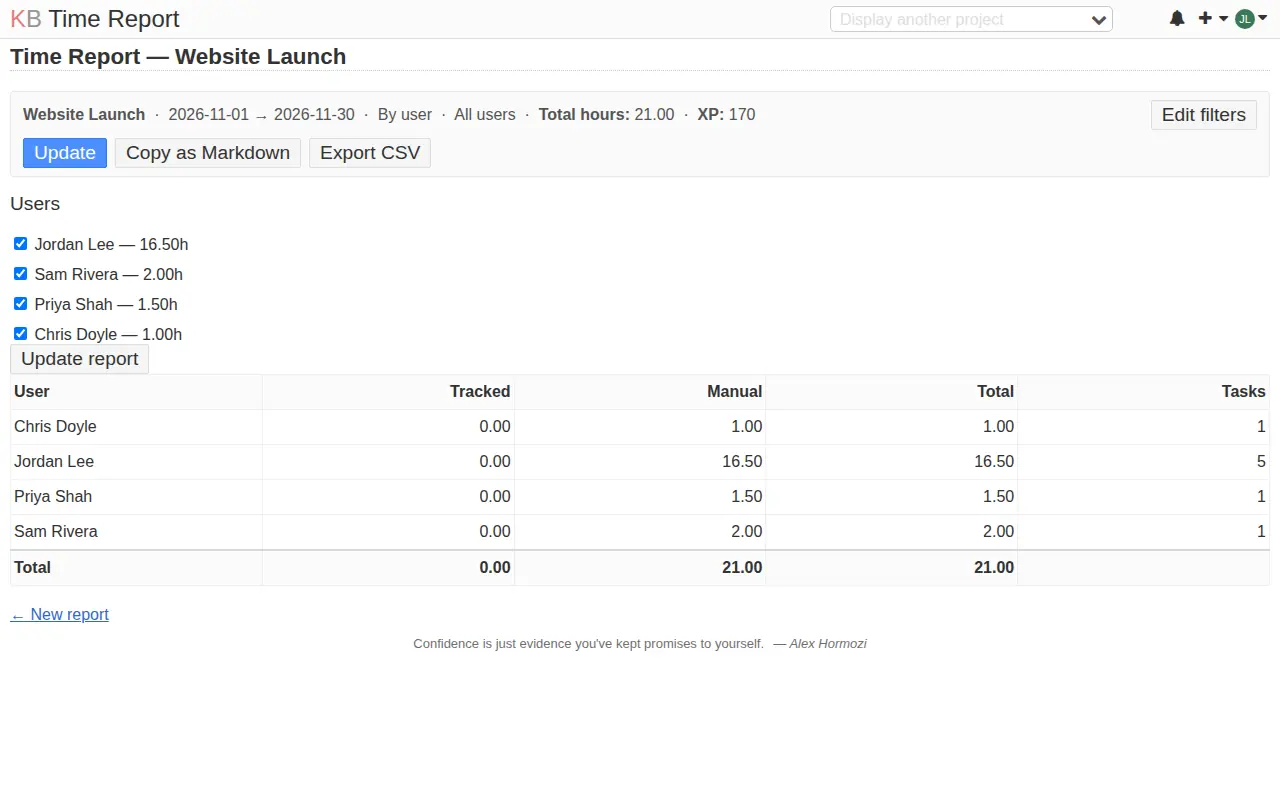 KB Time Report
Display another project
JL
Time Report — Website Launch
Website Launch · 2026-11-01 → 2026-11-30 · By user · All users · Total hours: 21.00 · XP: 170
Edit filters
Update
Copy as Markdown
Export CSV
Users
Jordan Lee — 16.50h
Sam Rivera — 2.00h
Priya Shah — 1.50h
Chris Doyle — 1.00h
Update report
User Tracked Manual Total Tasks
Chris Doyle 0.00 1.00 1.00 1
Jordan Lee 0.00 16.50 16.50 5
Priya Shah 0.00 1.50 1.50 1
Sam Rivera 0.00 2.00 2.00 1
Total 0.00 21.00 21.00
← New report
Confidence is just evidence you've kept promises to yourself. — Alex Hormozi